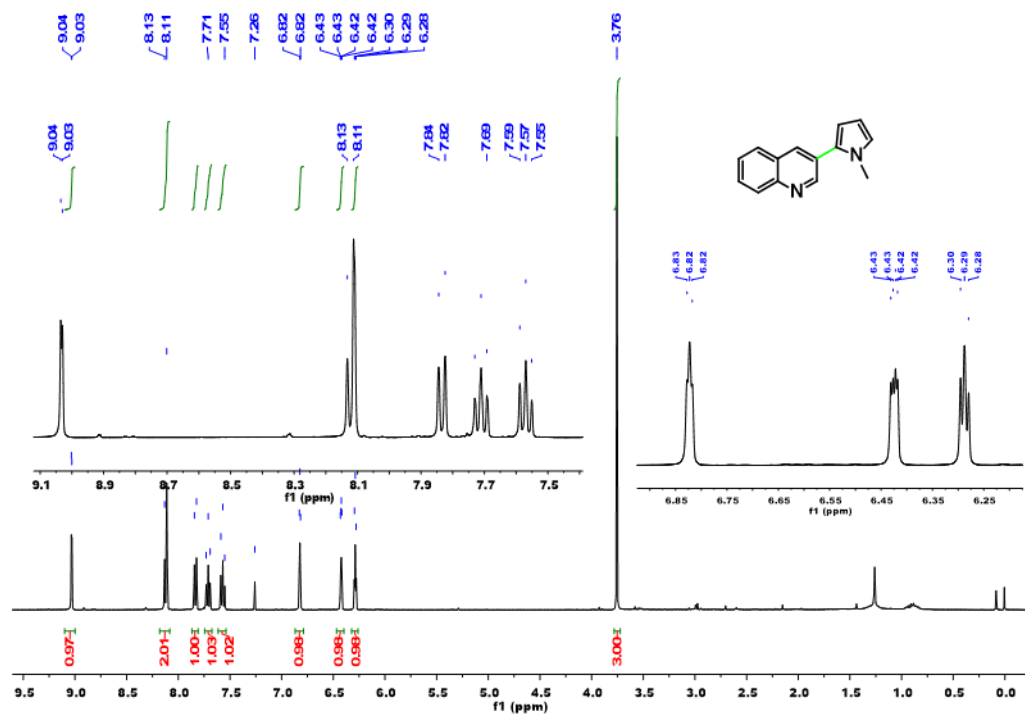 9.04 9.03 8.13 8.11 7.71 7.55 7.26 6.82 6.82 6.43 6.43 6.42 6.42 6.30 6.29 6.28 3.76
9.04 9.03 8.13 8.11 7.84 7.82 7.69 7.59 7.57 7.55
N
N
6.83 6.82 6.82 6.43 6.43 6.42 6.42 6.30 6.29 6.28
9.1 8.9 8.7 8.5 8.3 8.1 7.9 7.7 7.5
f1 (ppm)
6.85 6.75 6.65 6.55 6.45 6.35 6.25
f1 (ppm)
0.97 2.01 1.00 1.03 1.02 0.98 0.98 0.98 3.00
9.5 9.0 8.5 8.0 7.5 7.0 6.5 6.0 5.5 5.0 4.5 4.0 3.5 3.0 2.5 2.0 1.5 1.0 0.5 0.0
f1 (ppm)